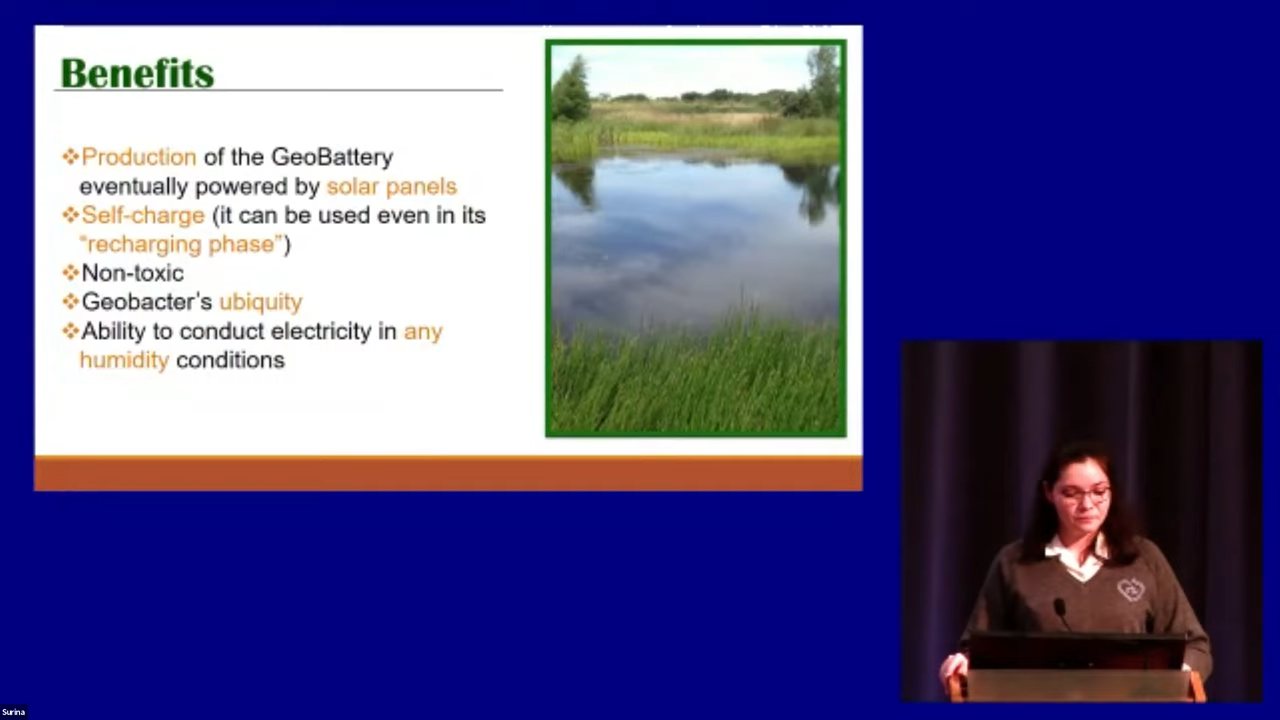 Benefits
❖Production of the GeoBattery
eventually powered by solar panels
❖Self-charge (it can be used even in its
“recharging phase”)
❖Non-toxic
❖Geobacter’s ubiquity
❖Ability to conduct electricity in any
humidity conditions
Surina